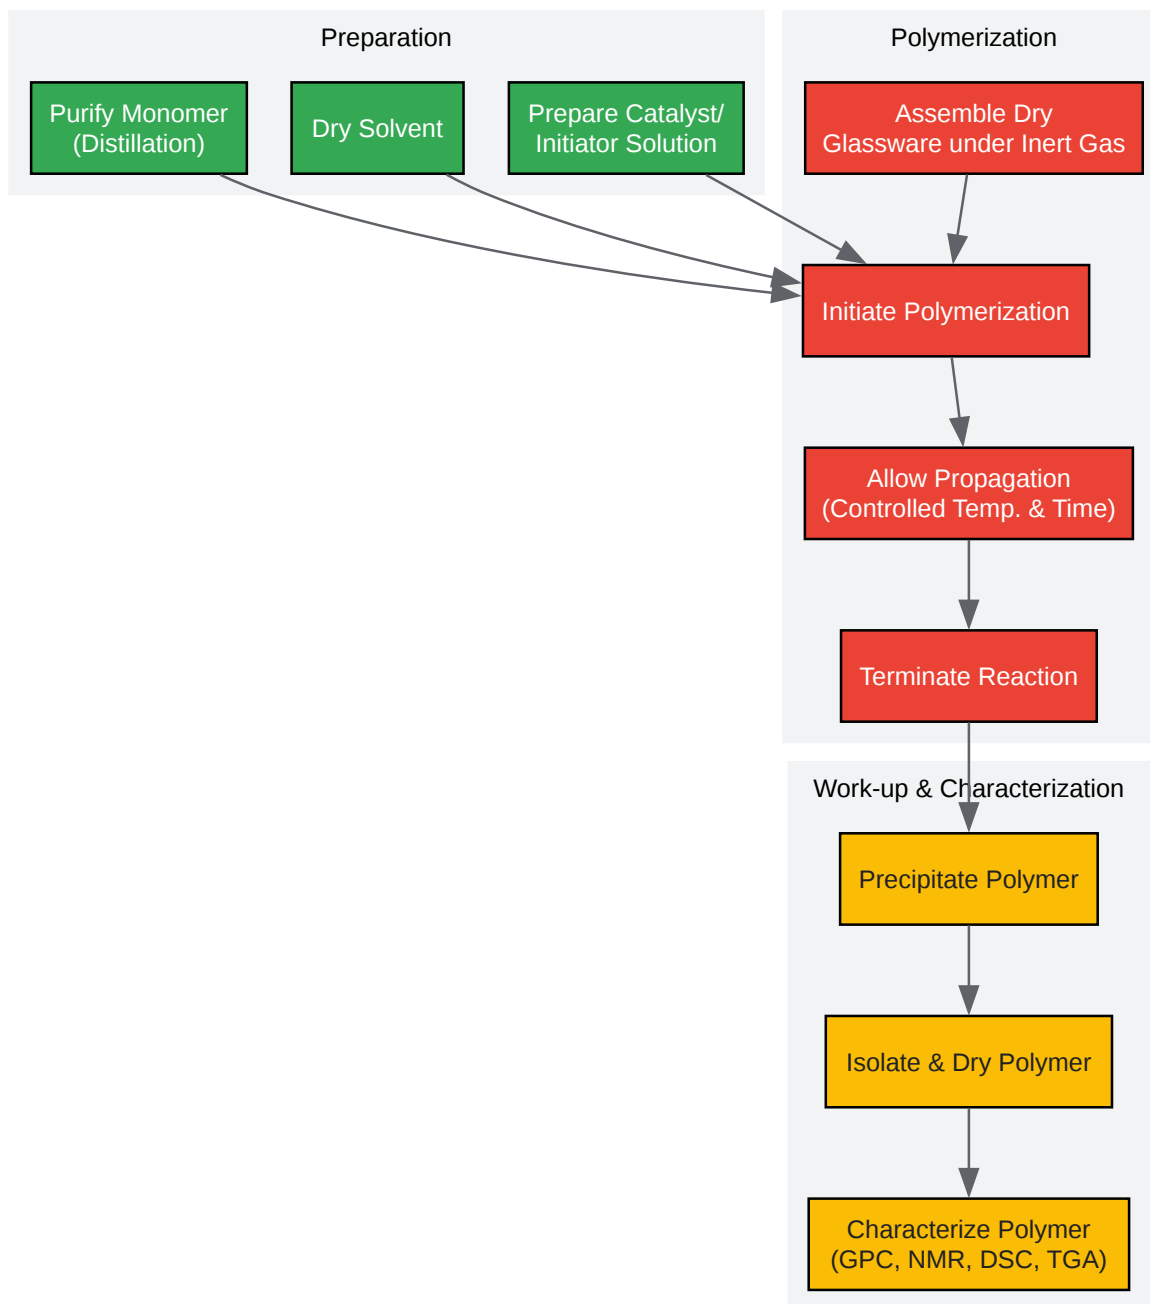 Preparation
Polymerization
Purify Monomer
(Distillation)
Dry Solvent
Prepare Catalyst/
Initiator Solution
Assemble Dry
Glassware under Inert Gas
Initiate Polymerization
Allow Propagation
(Controlled Temp. & Time)
Terminate Reaction
Work-up & Characterization
Precipitate Polymer
Isolate & Dry Polymer
Characterize Polymer
(GPC, NMR, DSC, TGA)